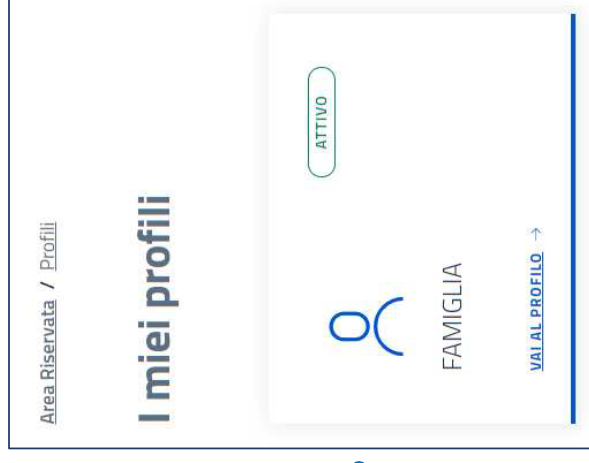 Area Riservata / Profili
I miei profili
ATTIVO
FAMIGLIA
VAI AL PROFILO →